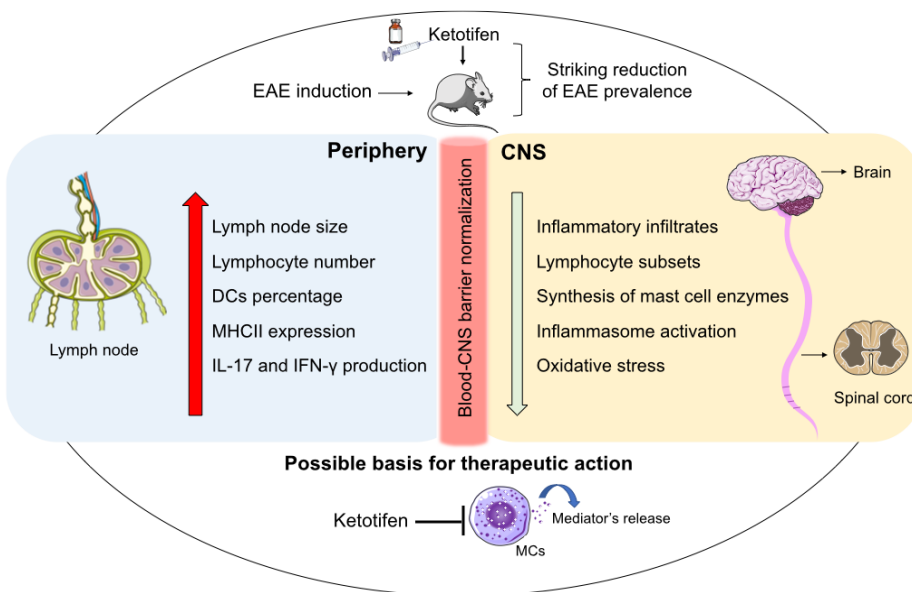 Ketotifen
EAE induction
Striking reduction
of EAE prevalence
Periphery
CNS
Lymph node size
Lymphocyte number
DCs percentage
MHCII expression
IL-17 and IFN-γ production
Lymph node
Blood-CNS barrier normalization
Inflammatory infiltrates
Lymphocyte subsets
Synthesis of mast cell enzymes
Inflammasome activation
Oxidative stress
Brain
Spinal cord
Possible basis for therapeutic action
Ketotifen
Mediator's release
MCs